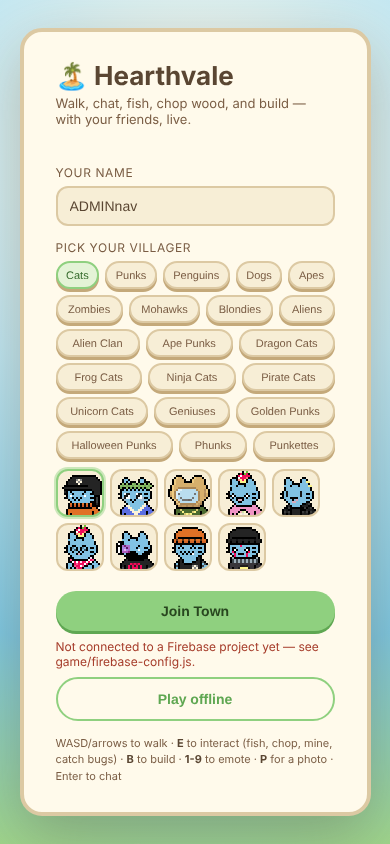 Hearthvale
Walk, chat, fish, chop wood, and build —
with your friends, live.
YOUR NAME
ADMINnav
PICK YOUR VILLAGER
Cats Punks Penguins Dogs Apes
Zombies Mohawks Blondies Aliens
Alien Clan Ape Punks Dragon Cats
Frog Cats Ninja Cats Pirate Cats
Unicorn Cats Geniuses Golden Punks
Halloween Punks Phunks Punkettes
Join Town
Not connected to a Firebase project yet — see
game/firebase-config.js.
Play offline
WASD/arrows to walk · E to interact (fish, chop, mine,
catch bugs) · B to build · 1-9 to emote · P for a photo ·
Enter to chat